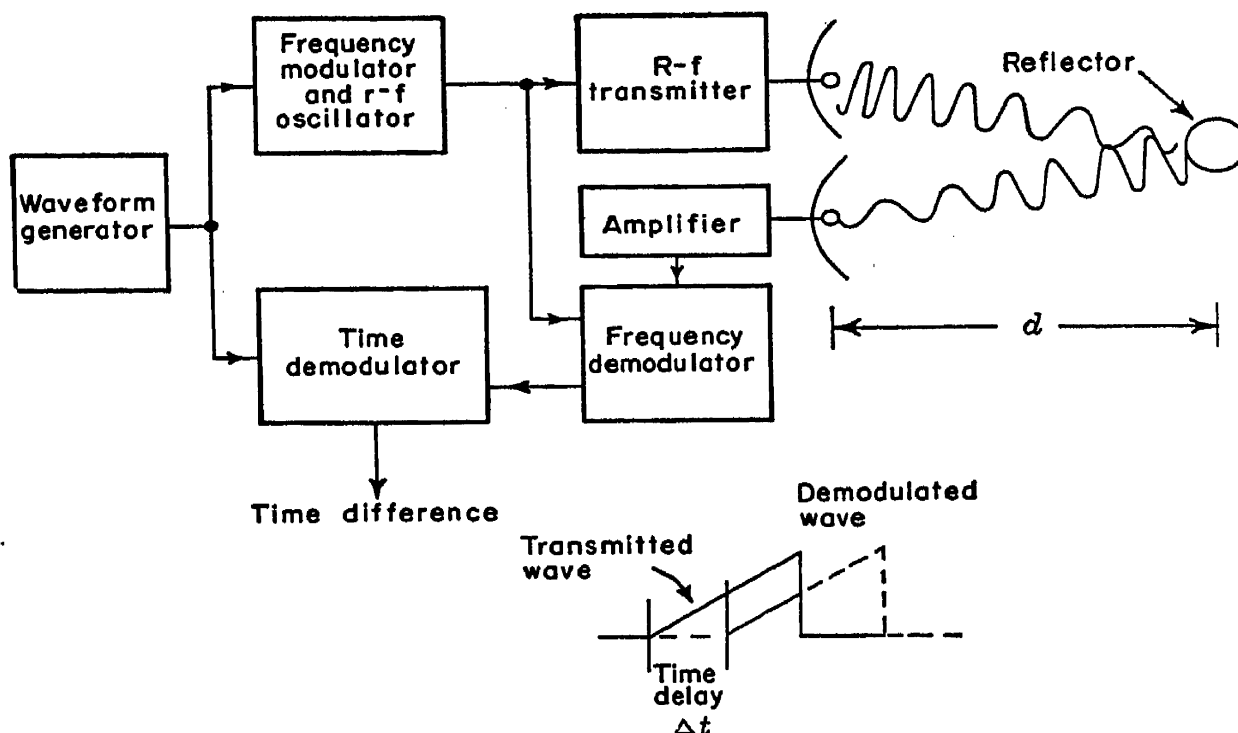 Frequency
modulator
and r-f
oscillator
R-f
transmitter
Reflector
Waveform
generator
Amplifier
Time
demodulator
Frequency
demodulator
d
Time difference
Demodulated
wave
Transmitted
wave
Time
delay
Δt